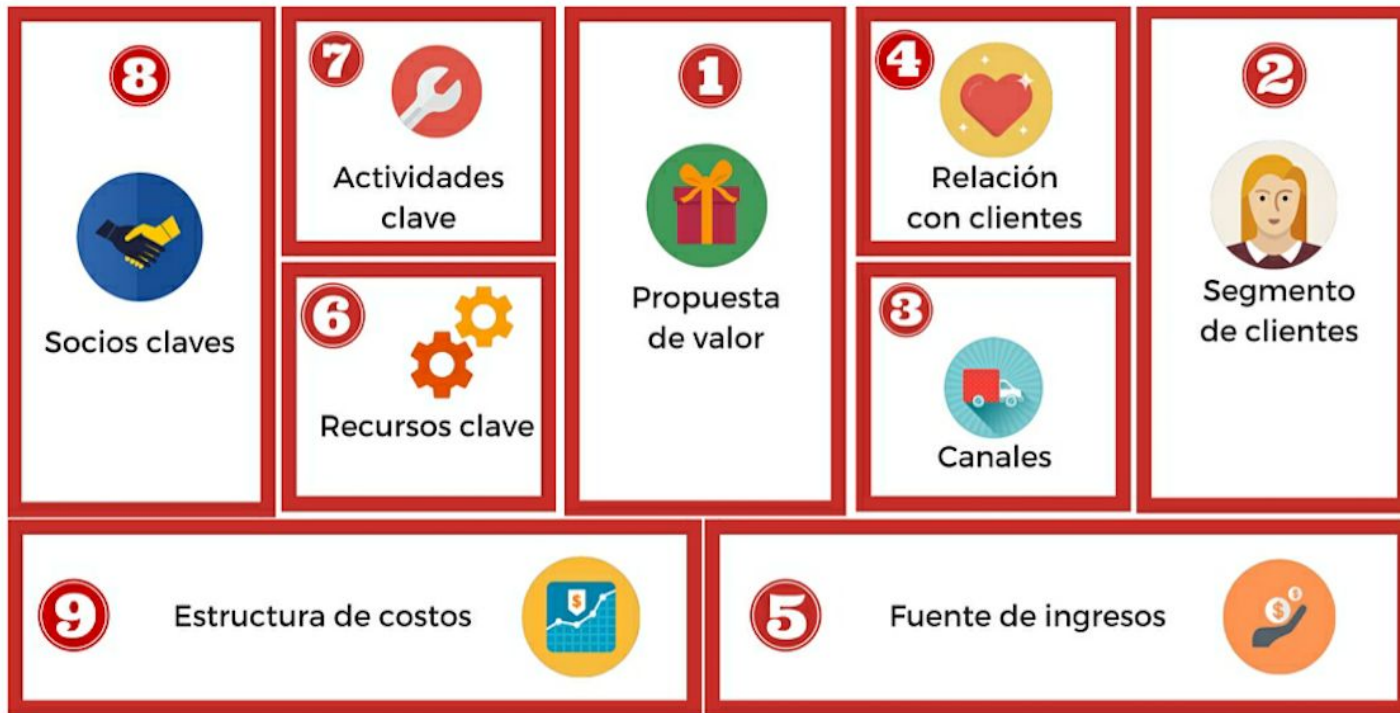 8
Socios claves
7
Actividades
clave
6
Recursos clave
1
Propuesta
de valor
4
Relación
con clientes
3
Canales
2
Segmento
de clientes
9
Estructura de costos
$
5
Fuente de ingresos
$
$